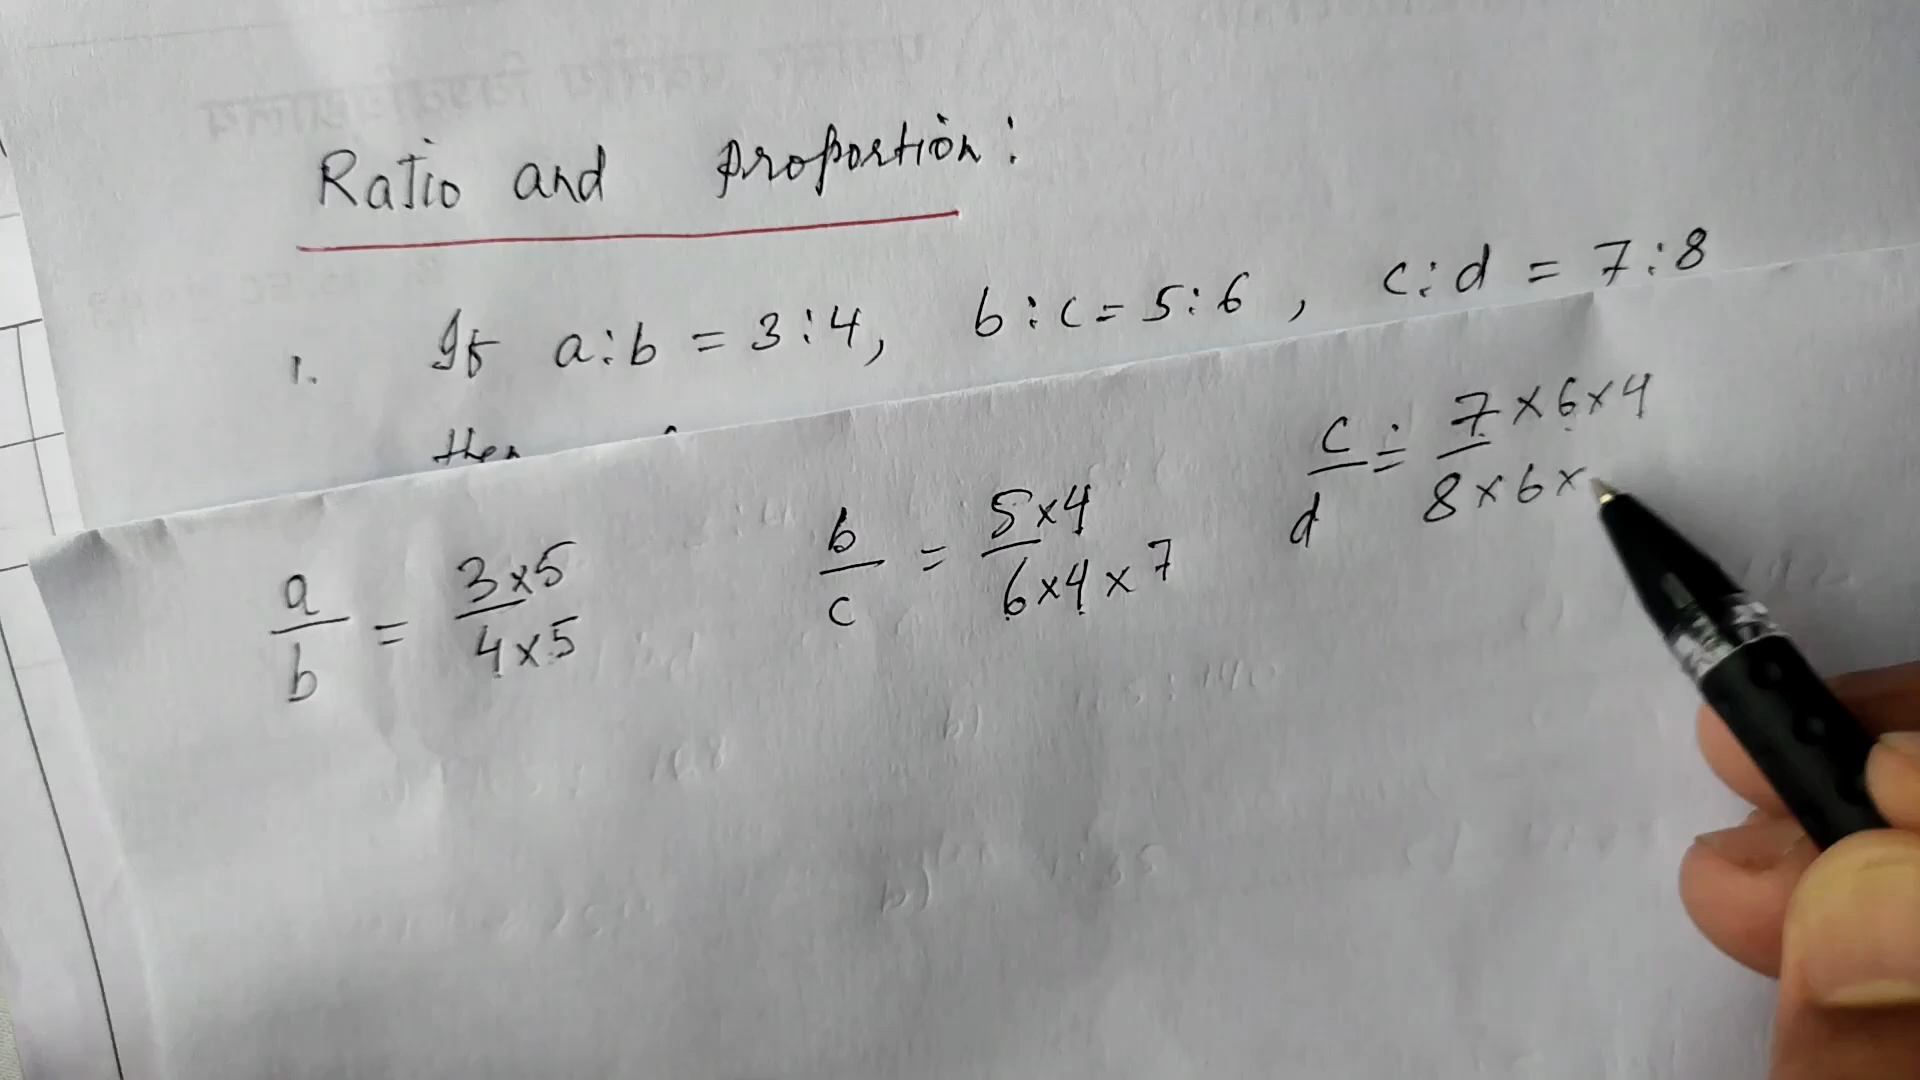 Ratio and proportion:
1. If a:b = 3:4, b:c = 5:6, c:d = 7:8
then
a/b = 3×5/4×5
b/c = 5×4/6×4×7
c/d = 7×6×4/8×6×